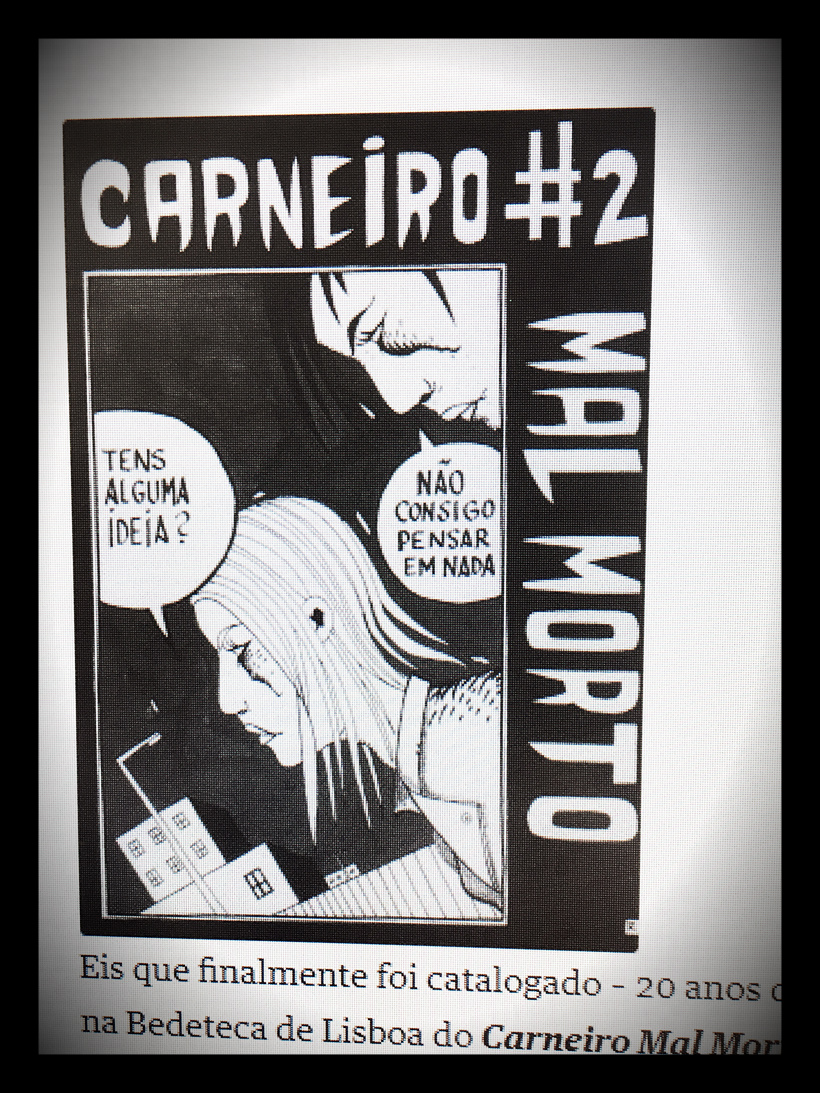 CARNEIRO #2
MAL MORTO
TENS
ALGUMA
IDEIA?
NÃO
CONSIGO
PENSAR
EM NADA
Eis que finalmente foi catalogado - 20 anos
na Bedeteca de Lisboa do Carneiro Mal Mor